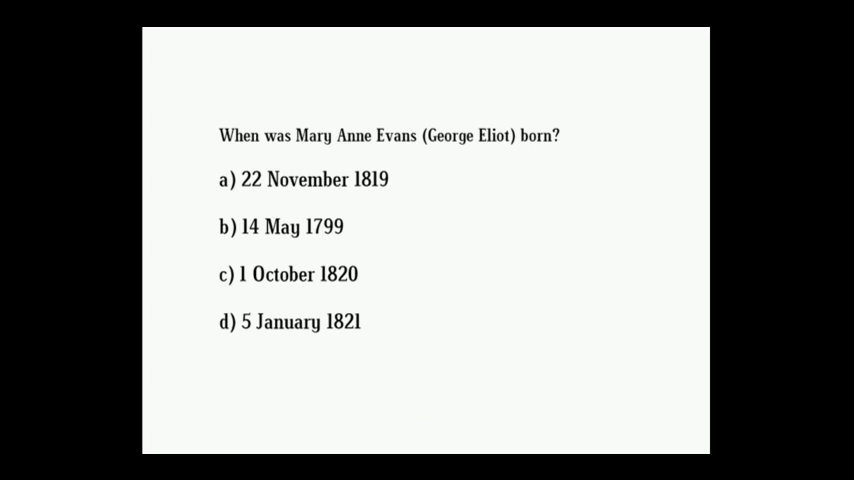 When was Mary Anne Evans (George Eliot) born?
a) 22 November 1819
b) 14 May 1799
c) 1 October 1820
d) 5 January 1821